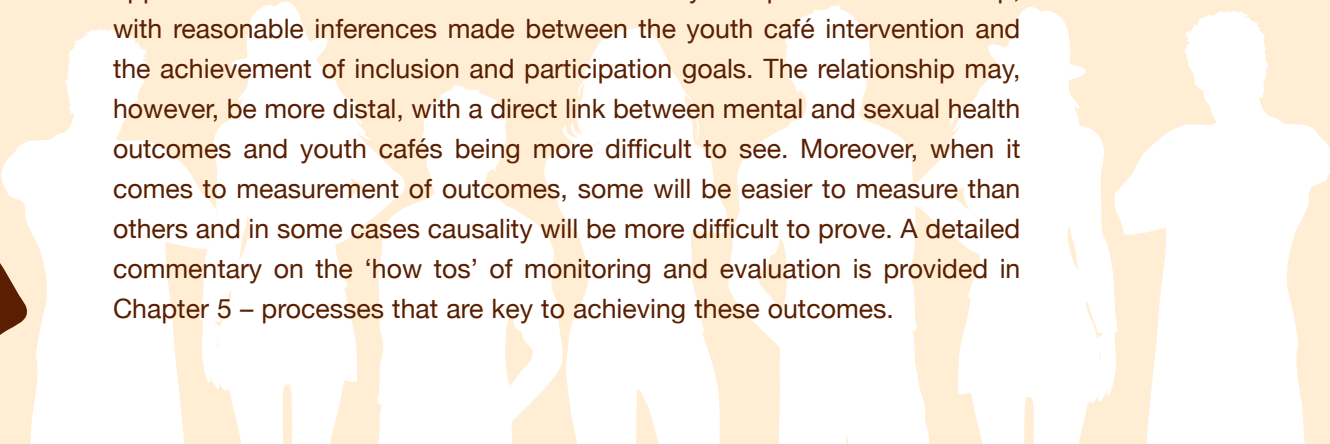 with reasonable inferences made between the youth café intervention and
the achievement of inclusion and participation goals. The relationship may,
however, be more distal, with a direct link between mental and sexual health
outcomes and youth cafés being more difficult to see. Moreover, when it
comes to measurement of outcomes, some will be easier to measure than
others and in some cases causality will be more difficult to prove. A detailed
commentary on the ‘how tos’ of monitoring and evaluation is provided in
Chapter 5 – processes that are key to achieving these outcomes.